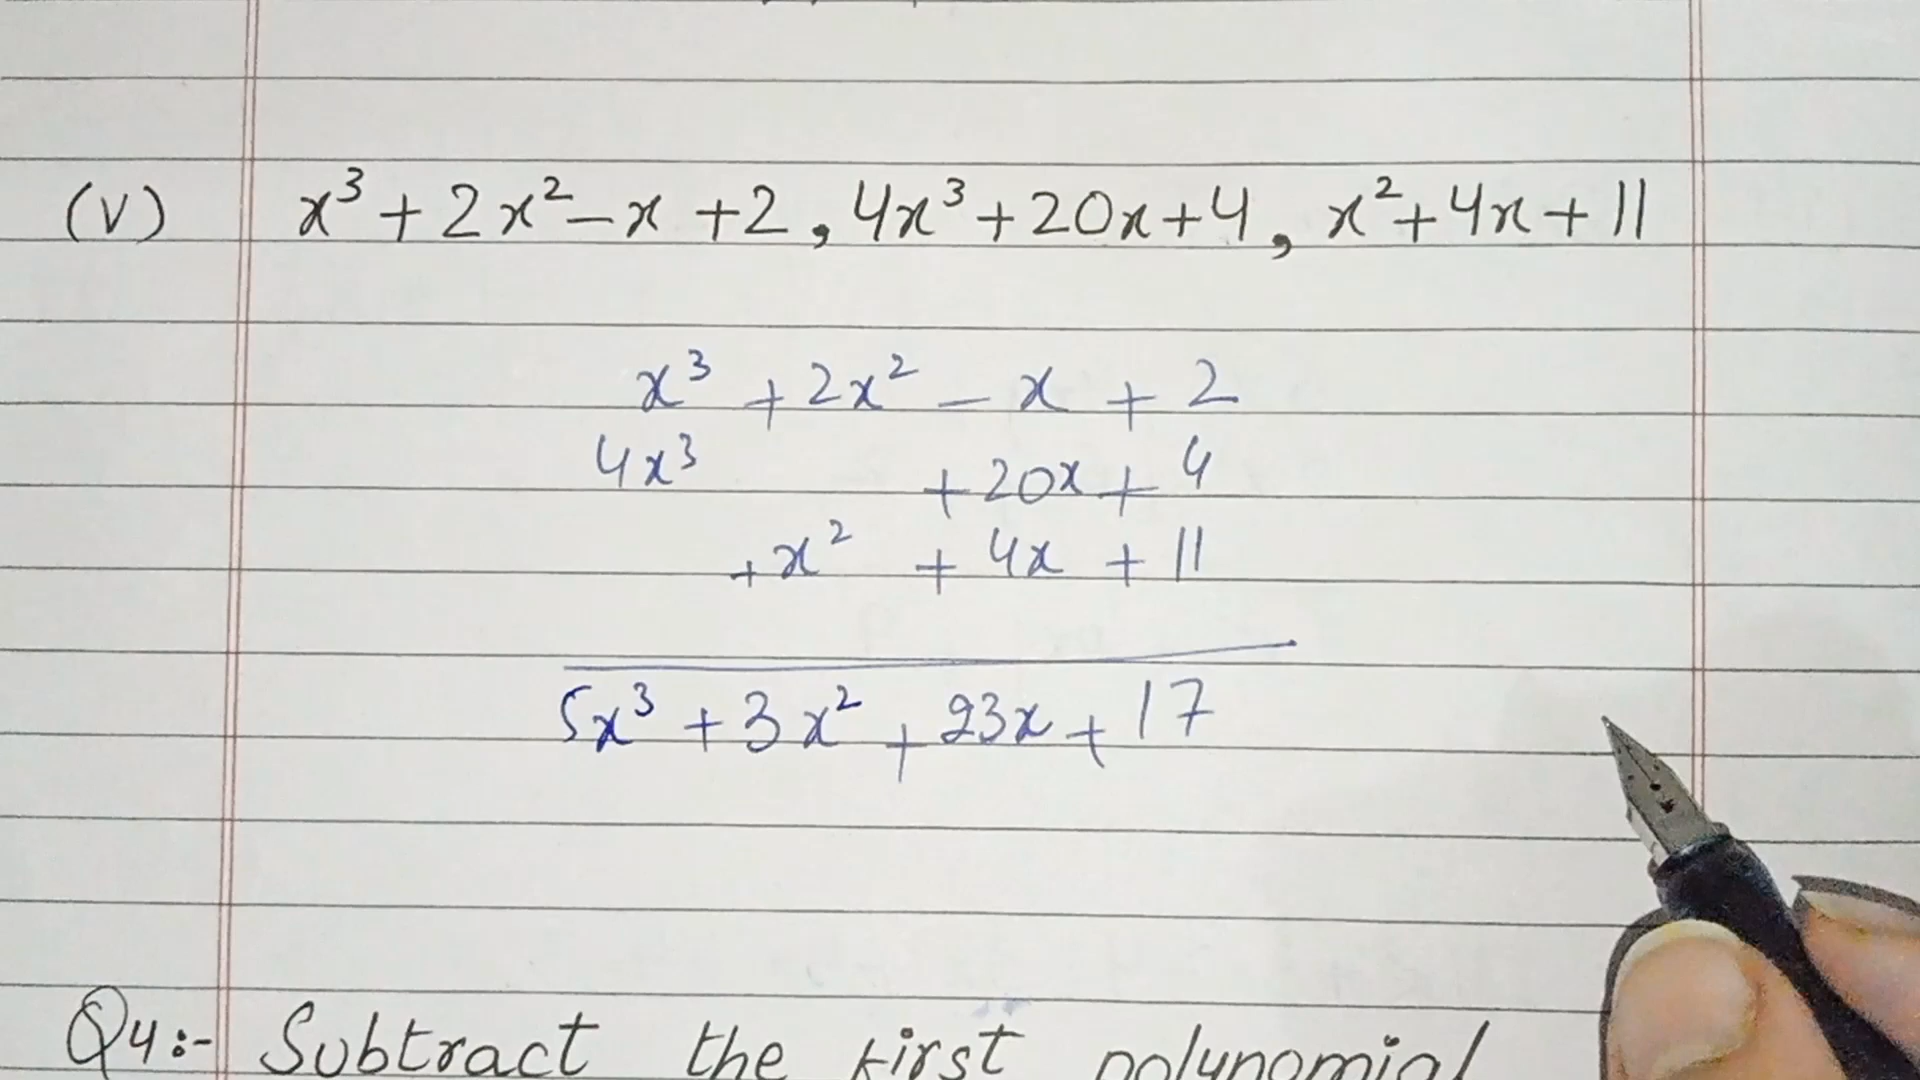 (V) x³ + 2x² - x + 2, 4x³ + 20x + 4, x² + 4x + 11
x³ + 2x² - x + 2
4x³ + 20x + 4
+ x² + 4x + 11
5x³ + 3x² + 23x + 17
Q4:- Subtract the first polynomial